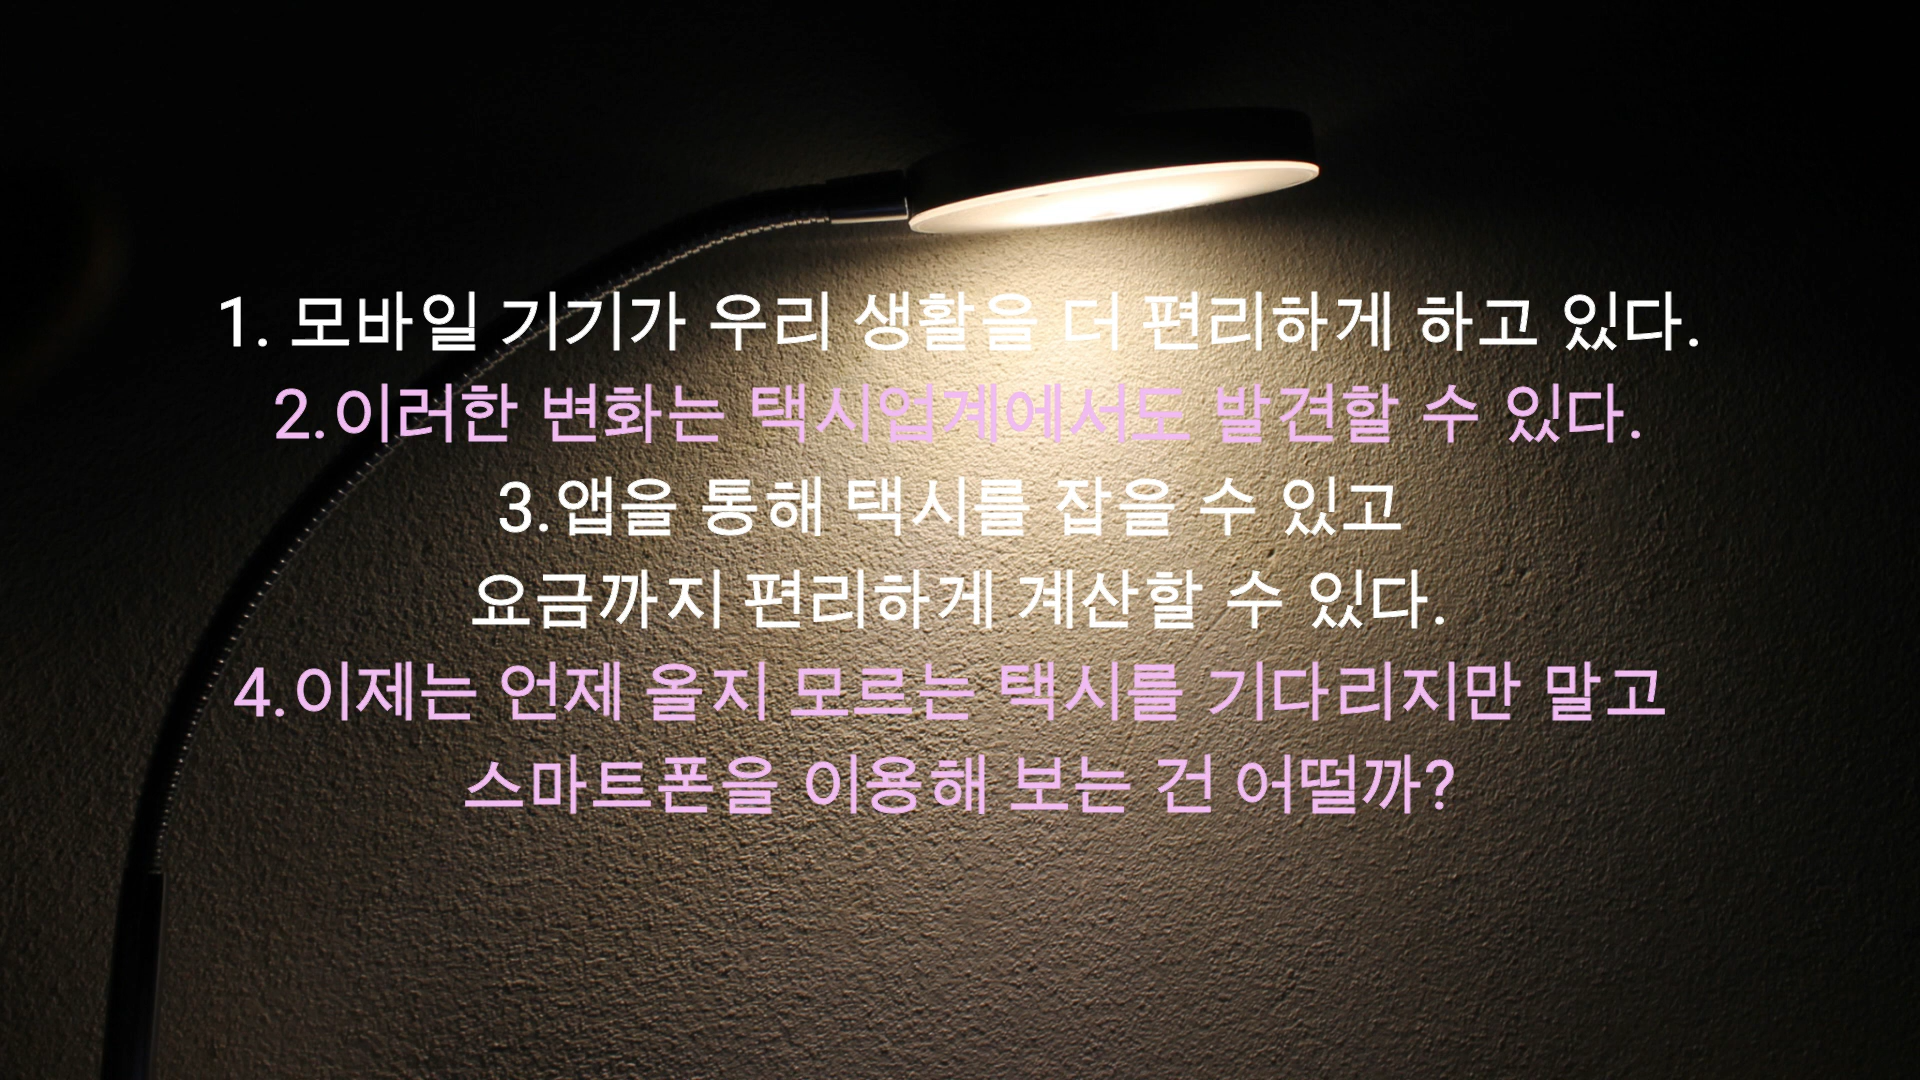 1. 모바일 기기가 우리 생활을 더 편리하게 하고 있다.
2.이러한 변화는 택시업계에서도 발견할 수 있다.
3.앱을 통해 택시를 잡을 수 있고
요금까지 편리하게 계산할 수 있다.
4.이제는 언제 올지 모르는 택시를 기다리지만 말고
스마트폰을 이용해 보는 건 어떨까?